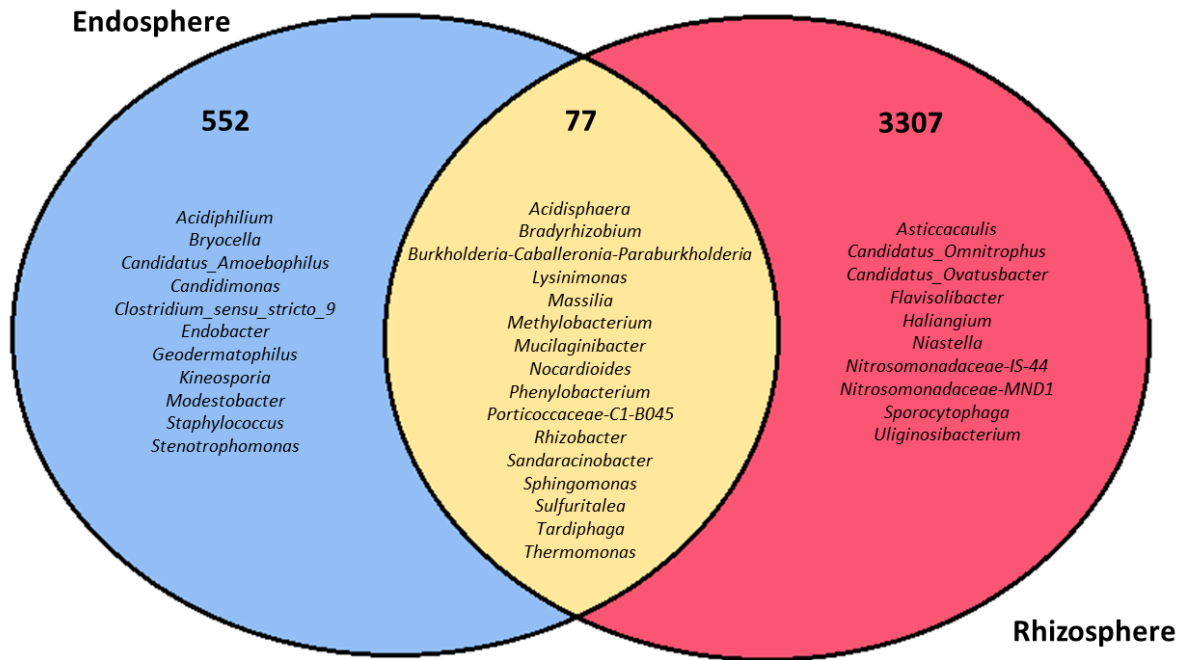 Endosphere
552
77
3307
Acidiphilium
Bryocella
Candidatus_Amoebophilus
Candidimonas
Clostridium_sensu_stricto_9
Endobacter
Geodermatophilus
Kineosporia
Modestobacter
Staphylococcus
Stenotrophomonas
Acidisphaera
Bradyrhizobium
Burkholderia-Caballeronia-Paraburkholderia
Lysinimonas
Massilia
Methylobacterium
Mucilaginibacter
Nocardioides
Phenylobacterium
Porticoccaceae-C1-B045
Rhizobacter
Sandaracinobacter
Sphingomonas
Sulfuritalea
Tardiphaga
Thermomonas
Asticcacaulis
Candidatus_Omnitrophus
Candidatus_Ovatusbacter
Flavisolibacter
Haliangium
Niastella
Nitrosomonadaceae-IS-44
Nitrosomonadaceae-MND1
Sporocytophaga
Uliginosibacterium
Rhizosphere